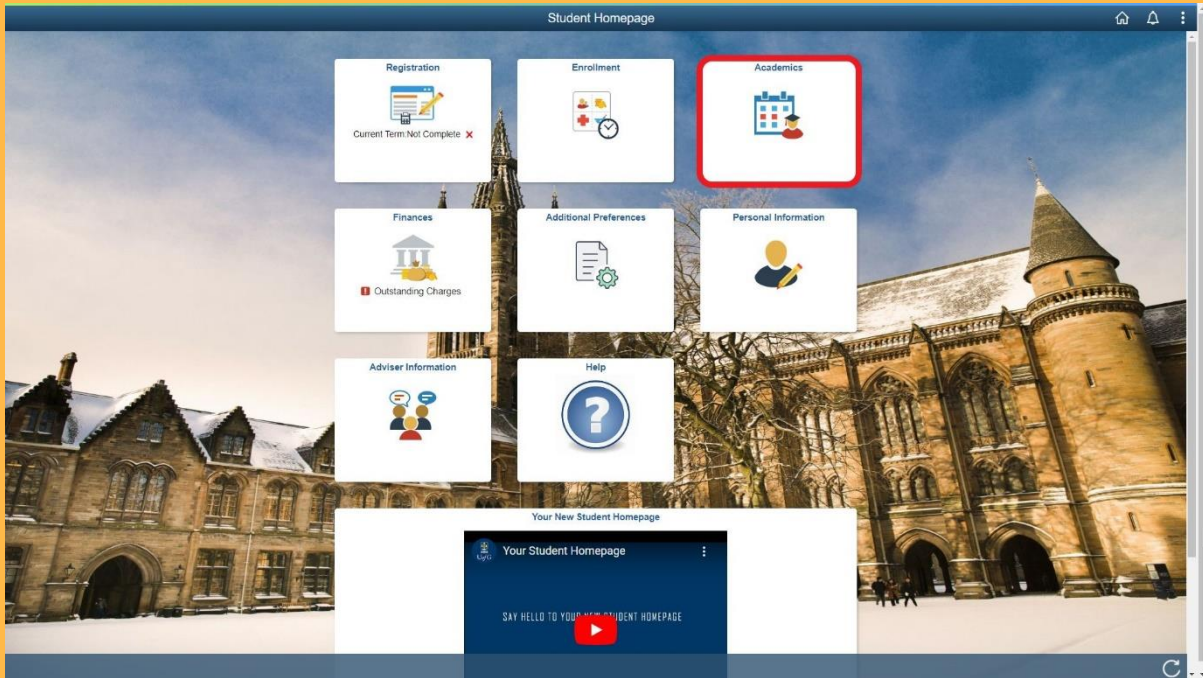 Student Homepage
Registration
Current Term:Not Complete
Enrollment
Academics
Finances
Outstanding Charges
Additional Preferences
Personal Information
Adviser Information
Help
?
Your New Student Homepage
UofG
Your Student Homepage
SAY HELLO TO YOUR NEW STUDENT HOMEPAGE